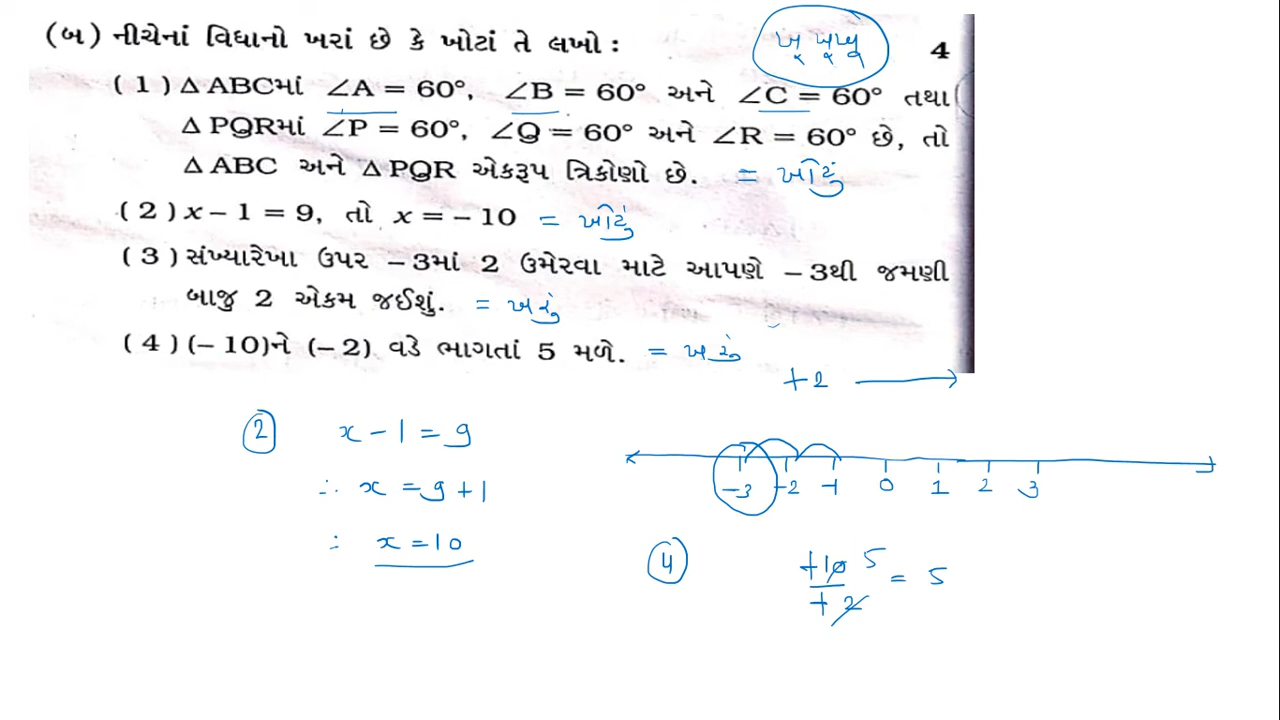 (બ) નીચેનાં વિધાનો ખરાં છે કે ખોટાં તે લખો : 4
(1) △ABCમાં ∠A = 60°, ∠B = 60° અને ∠C = 60° તથા
△PQRમાં ∠P = 60°, ∠Q = 60° અને ∠R = 60° છે, તો
△ABC અને △PQR એકરૂપ ત્રિકોણો છે. = ખોટું
(2) x – 1 = 9, તો x = – 10 = ખોટું
(3) સંખ્યારેખા ઉપર –3માં 2 ઉમેરવા માટે આપણે –3થી જમણી
બાજુ 2 એકમ જઈશું. = ખરું
(4) (–10)ને (–2) વડે ભાગતાં 5 મળે. = ખરું
+2
② x – 1 = 9
∴ x = 9 + 1
∴ x = 10
–3 –2 –1 0 1 2 3
④ +10 5 = 5
+2